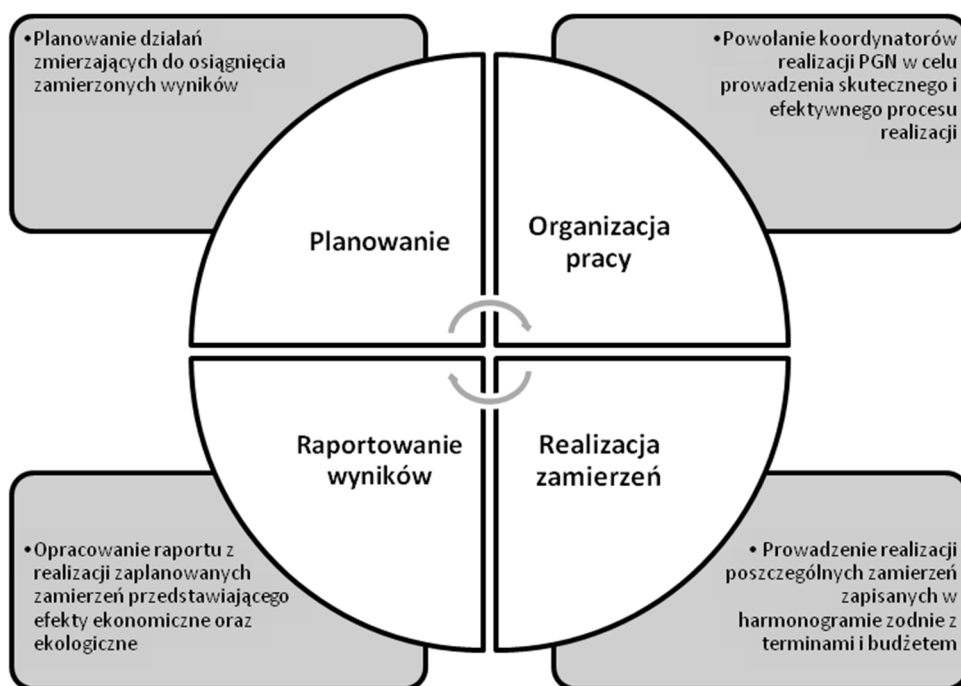 •Planowanie działań
zmierzających do osiągnięcia
zamierzonych wyników
•Powołanie koordynatorów
realizacji PGN w celu
prowadzenia skutecznego i
efektywnego procesu
realizacji
Planowanie
Organizacja
pracy
Raportowanie
wyników
Realizacja
zamierzeń
•Opracowanie raportu z
realizacji zaplanowanych
zamierzeń przedstawiającego
efekty ekonomiczne oraz
ekologiczne
• Prowadzenie realizacji
poszczególnych zamierzeń
zapisanych w
harmonogramie zodnie z
terminami i budżetem